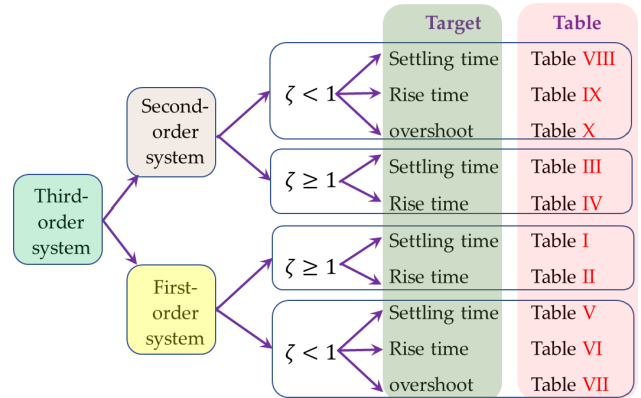 Target Table
Settling time Table VIII
ζ < 1 Rise time Table IX
overshoot Table X
Second-
order
system
Settling time Table III
ζ ≥ 1
Rise time Table IV
Third-
order
system
Settling time Table I
ζ ≥ 1
Rise time Table II
First-
order
system
Settling time Table V
ζ < 1 Rise time Table VI
overshoot Table VII